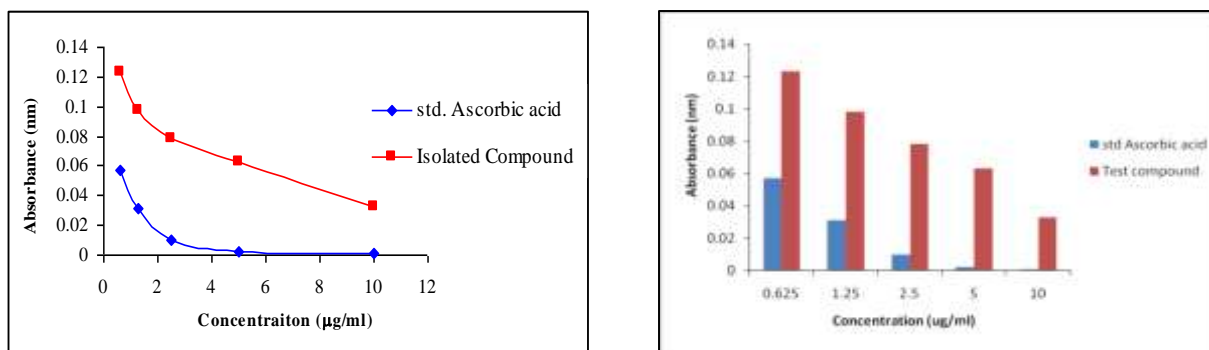 0.14
0.12
0.1
0.08
0.06
0.04
0.02
0
Absorbance (nm)
0 2 4 6 8 10 12
Concentraiton (µg/ml)
std. Ascorbic acid
Isolated Compound
0.14
0.12
0.1
0.08
0.06
0.04
0.02
0
Absorbance (nm)
0.625 1.25 2.5 5 10
Concentration (ug/ml)
std Ascorbic acid
Test compound